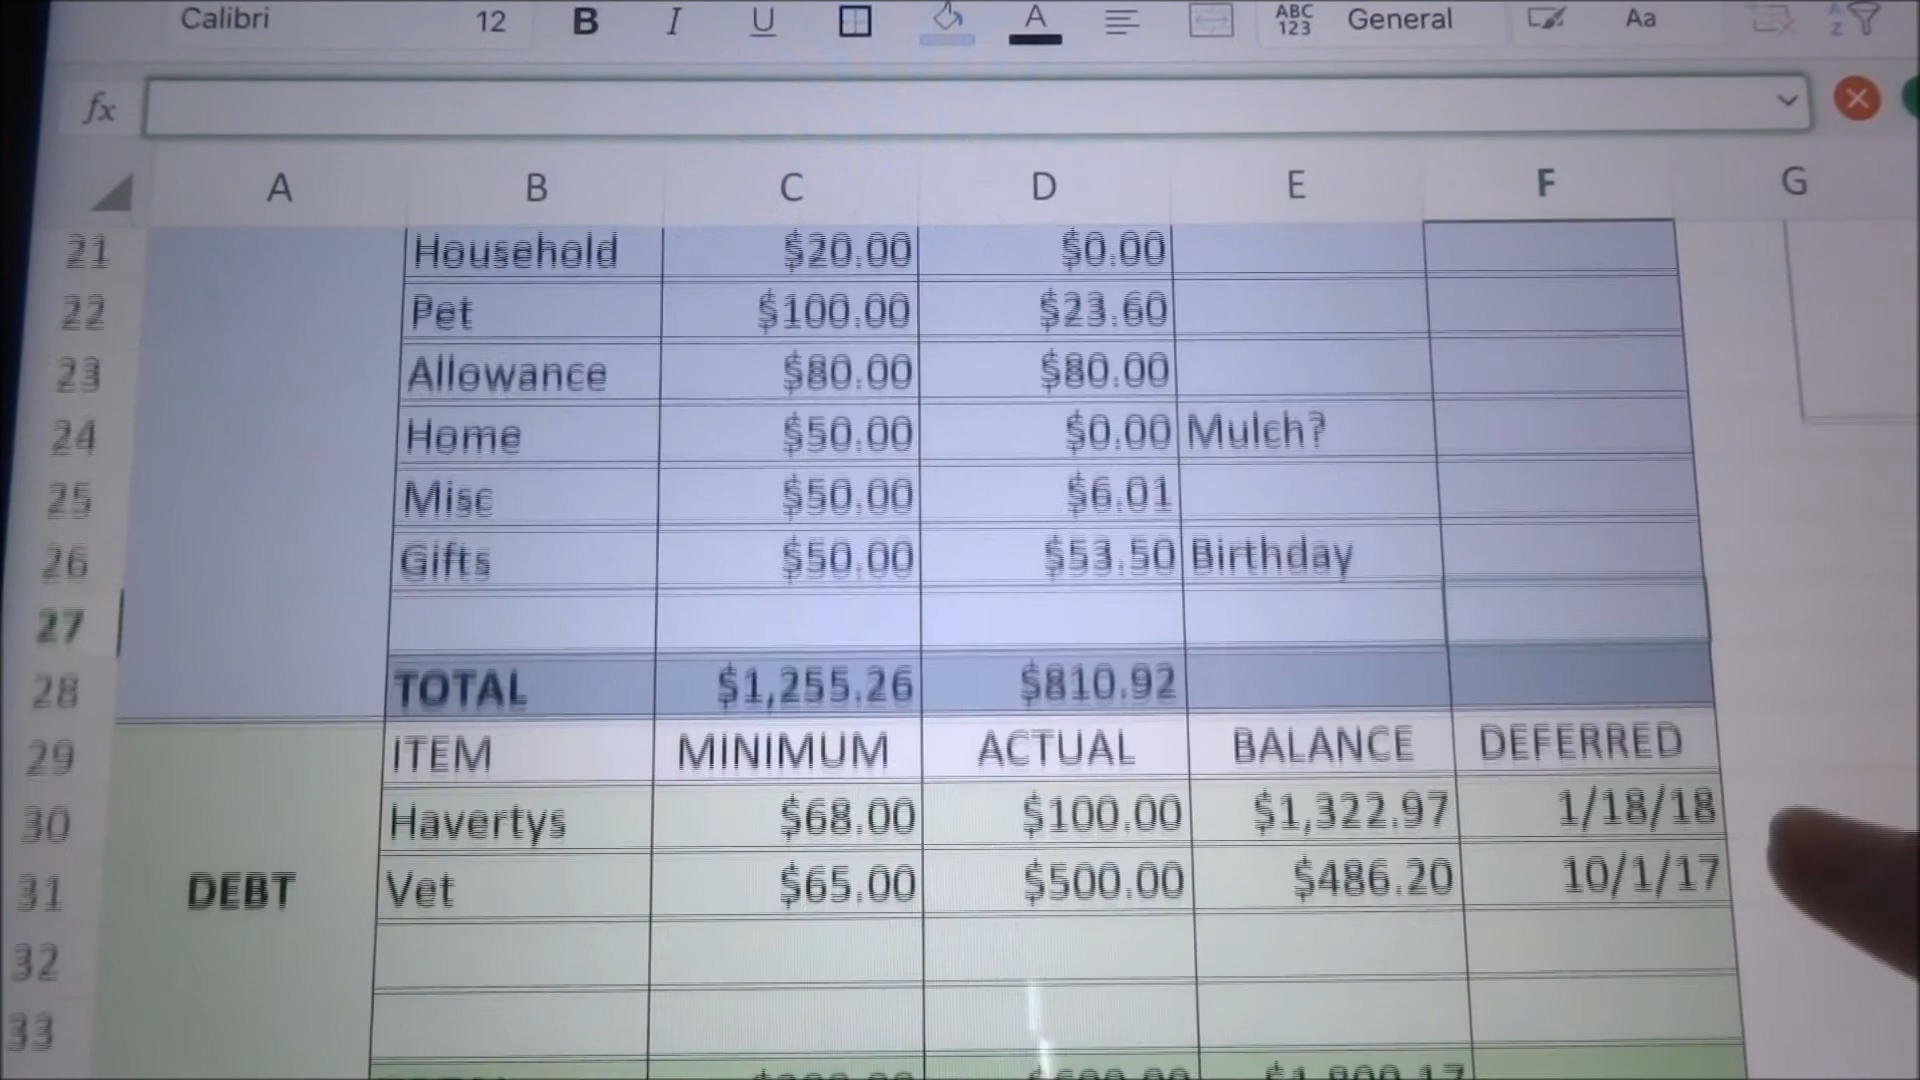 Calibri 12 B I U A ABC 123 General Aa A Z
fx
A B C D E F G
21 Household $20.00 $0.00
22 Pet $100.00 $23.60
23 Allowance $80.00 $80.00
24 Home $50.00 $0.00 Mulch?
25 Misc $50.00 $6.01
26 Gifts $50.00 $53.50 Birthday
27
28 TOTAL $1,255.26 $810.92
29 ITEM MINIMUM ACTUAL BALANCE DEFERRED
30 Havertys $68.00 $100.00 $1,322.97 1/18/18
31 DEBT Vet $65.00 $500.00 $486.20 10/1/17
32
33